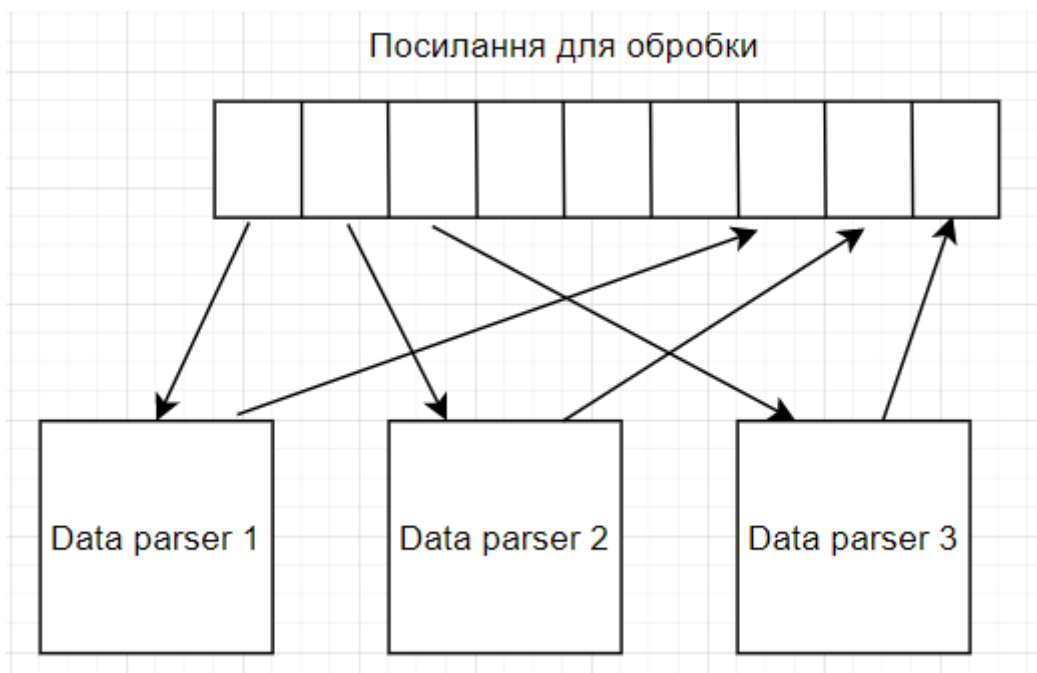 Посилання для обробки
Data parser 1
Data parser 2
Data parser 3